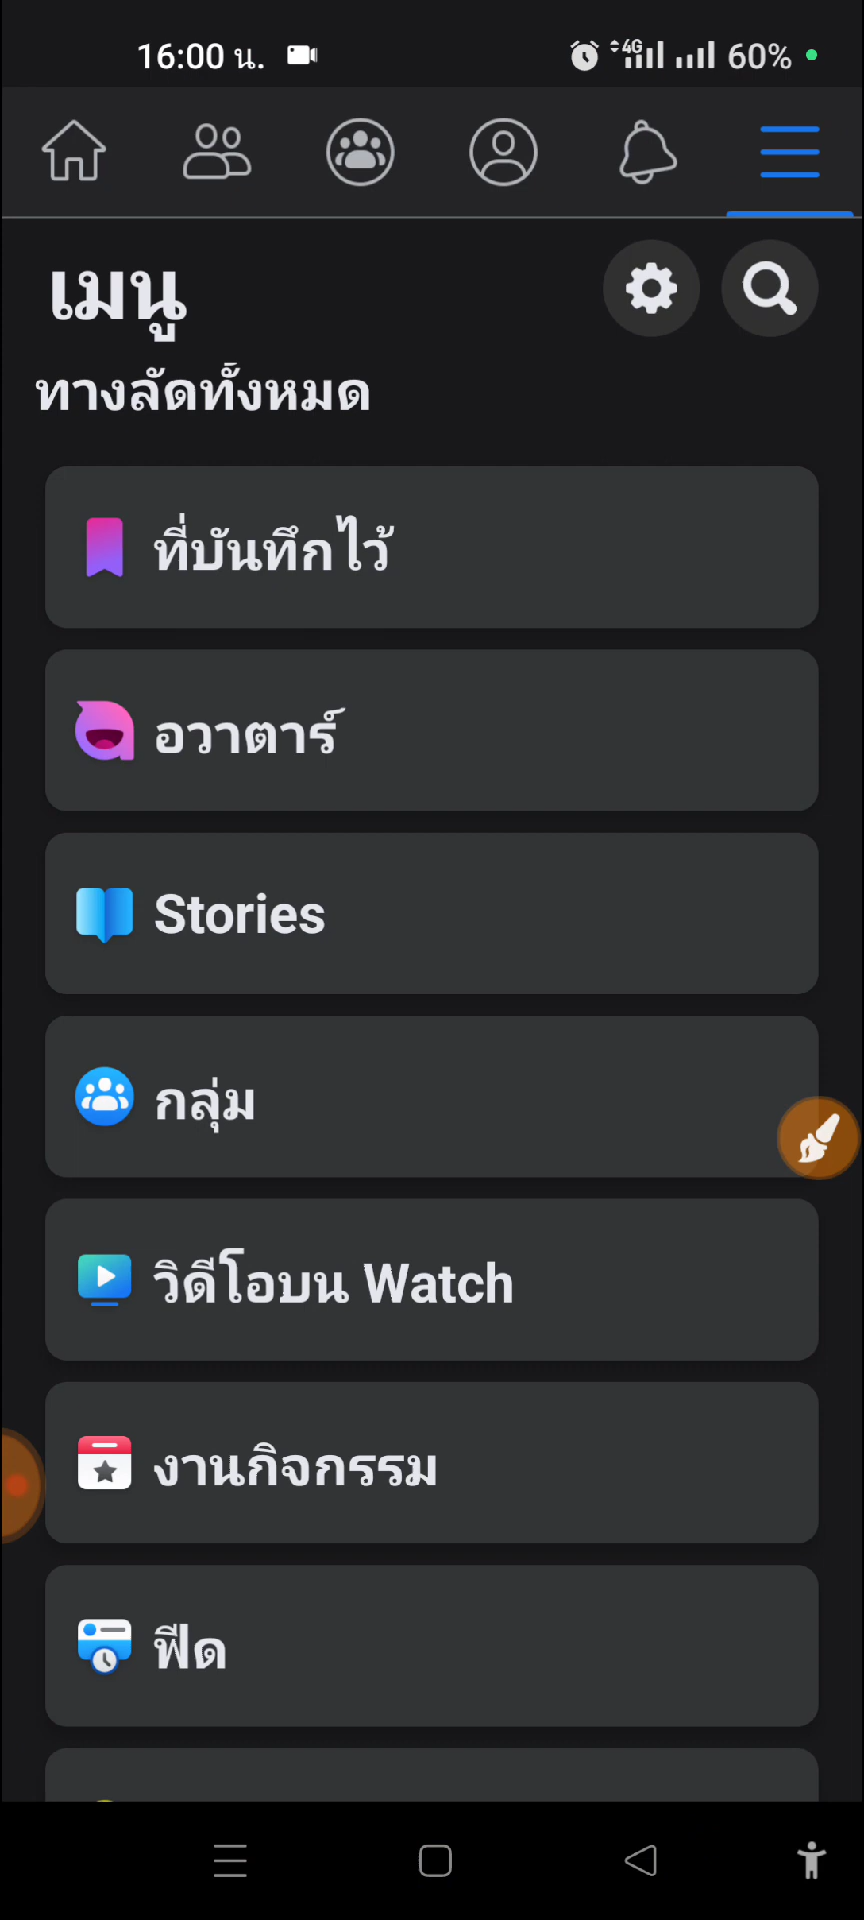 16:00 น. 4G 60%
เมนู
ทางลัดทั้งหมด
ที่บันทึกไว้
อวาตาร์
Stories
กลุ่ม
วิดีโอบน Watch
งานกิจกรรม
ฟีด